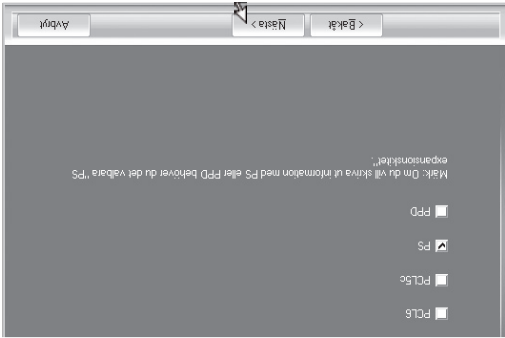 PCL6
PCL5c
PS
PPD
Märk: Om du vill skriva ut information med PS eller PPD behöver du det valbara "PS
expansionskitet".
< Bakåt Nästa > Avbryt